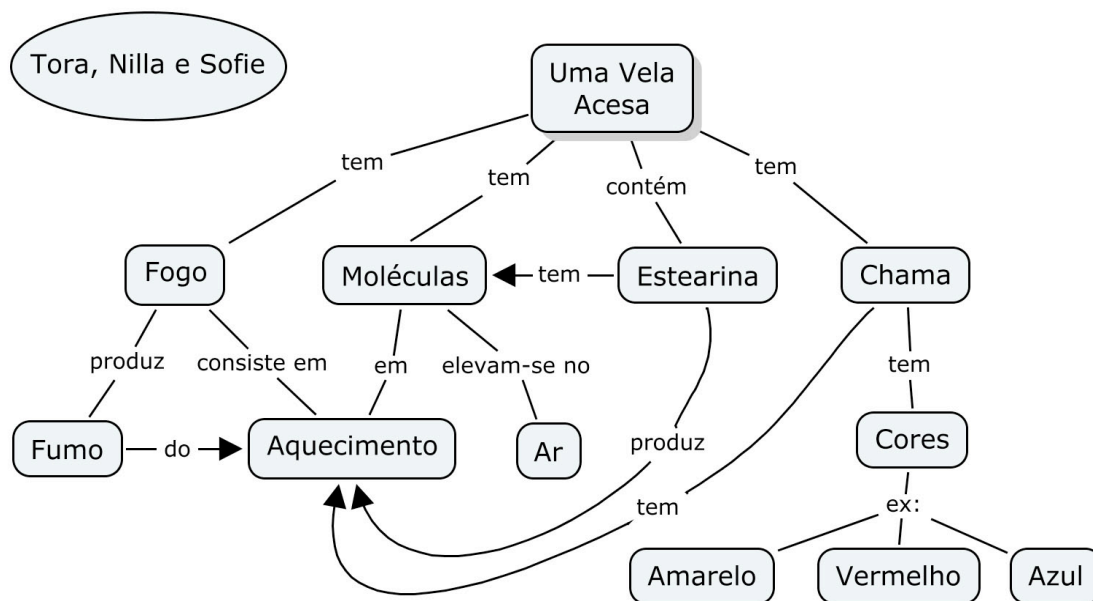 Tora, Nilla e Sofie
Uma Vela
Acesa
tem
tem
contém
tem
Fogo
Moléculas
tem
Estearina
Chama
produz
consiste em
em
elevam-se no
tem
Fumo
do
Aquecimento
Ar
produz
Cores
tem
ex:
Amarelo
Vermelho
Azul